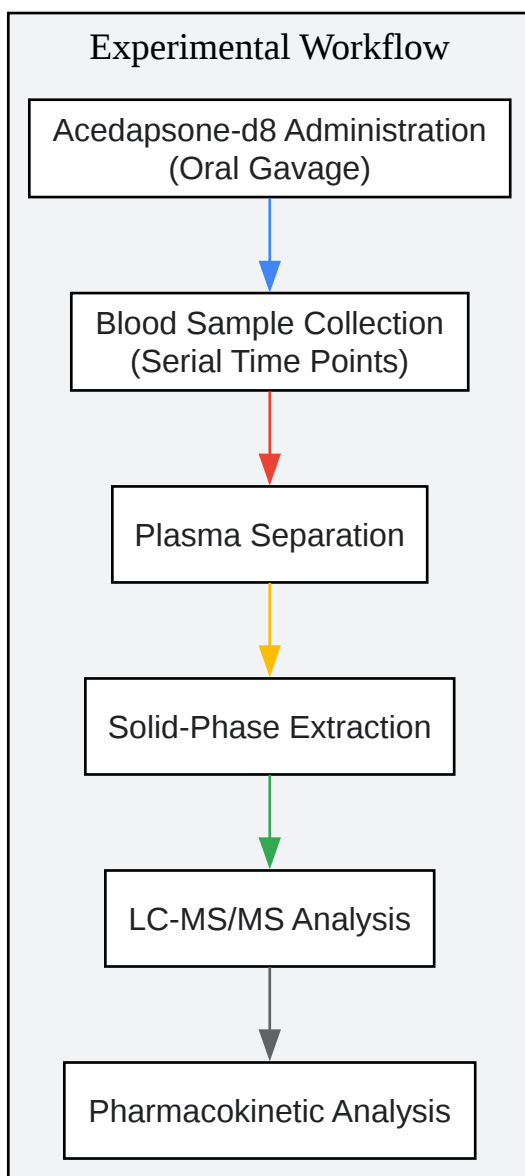 Experimental Workflow
Acedapsone-d8 Administration
(Oral Gavage)
Blood Sample Collection
(Serial Time Points)
Plasma Separation
Solid-Phase Extraction
LC-MS/MS Analysis
Pharmacokinetic Analysis